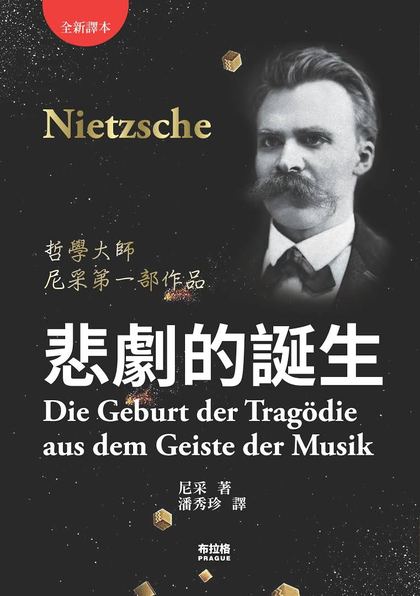 全新譯本
Nietzsche
哲學大師
尼采第一部作品
悲劇的誕生
Die Geburt der Tragödie
aus dem Geiste der Musik
尼采 著
潘秀珍 譯
布拉格
PRAGUE